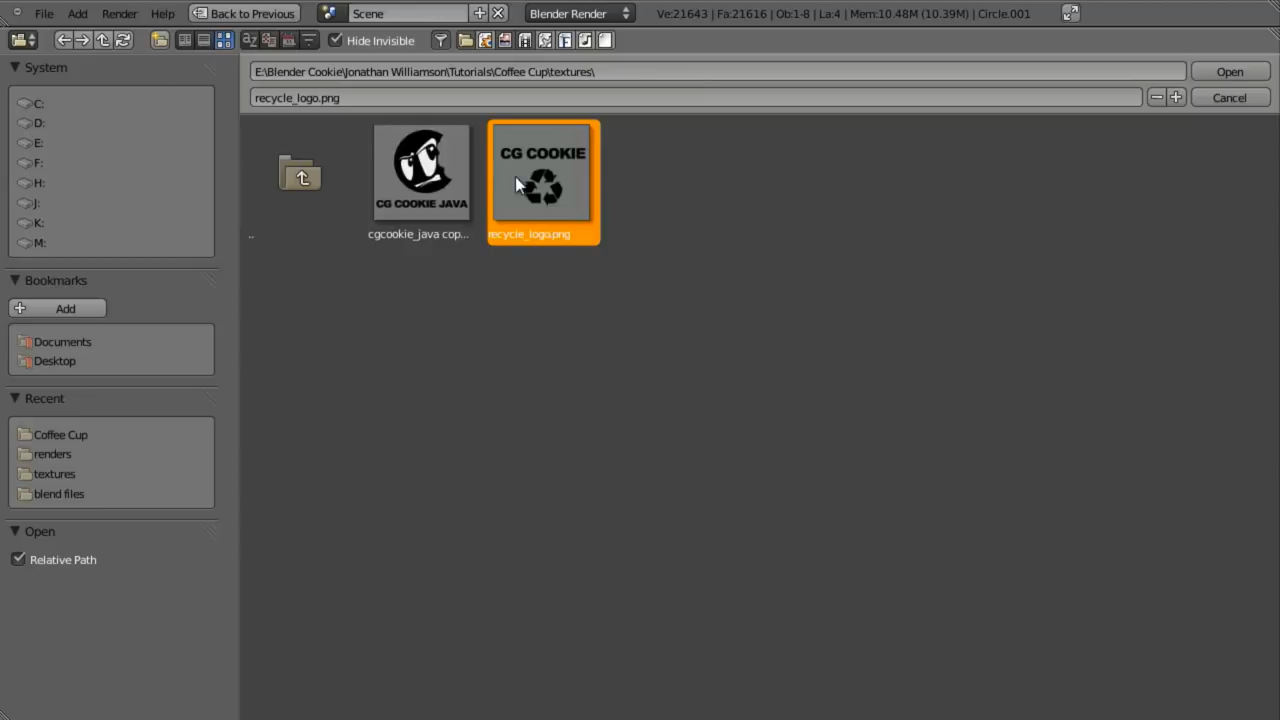 File Add Render Help Back to Previous Scene Blender Render Ve:21643 | Fa:21616 | Ob:1-8 | La:4 | Mem:10.48M (10.39M) | Circle.001
Hide Invisible
System
C:
D:
E:
F:
H:
J:
K:
M:
Bookmarks
Add
Documents
Desktop
Recent
Coffee Cup
renders
textures
blend files
Open
Relative Path
E:\Blender Cookie\Jonathan Williamson\Tutorials\Coffee Cup\textures\ Open
recycle_logo.png Cancel
CG COOKIE JAVA
CG COOKIE
.. cgcookie_java cop... recycle_logo.png